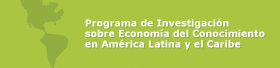 Programa de Investigación
sobre Economía del Conocimiento
en América Latina y el Caribe